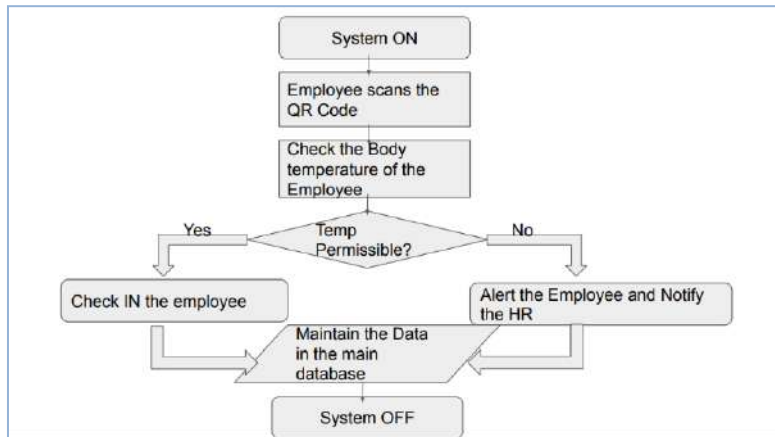 System ON
Employee scans the
QR Code
Check the Body
temperature of the
Employee
Temp
Permissible?
Yes
No
Check IN the employee
Alert the Employee and Notify
the HR
Maintain the Data
in the main
database
System OFF